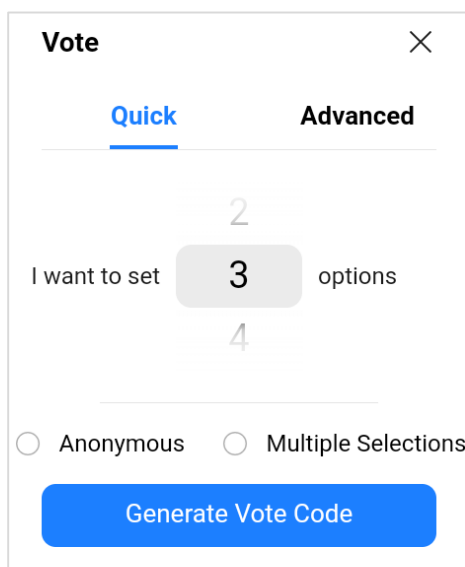 Vote
Quick Advanced
2
I want to set 3 options
4
Anonymous Multiple Selections
Generate Vote Code